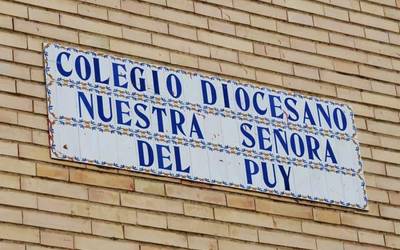 COLEGIO DIOCESANO
NUESTRA SEÑORA
DEL PUY